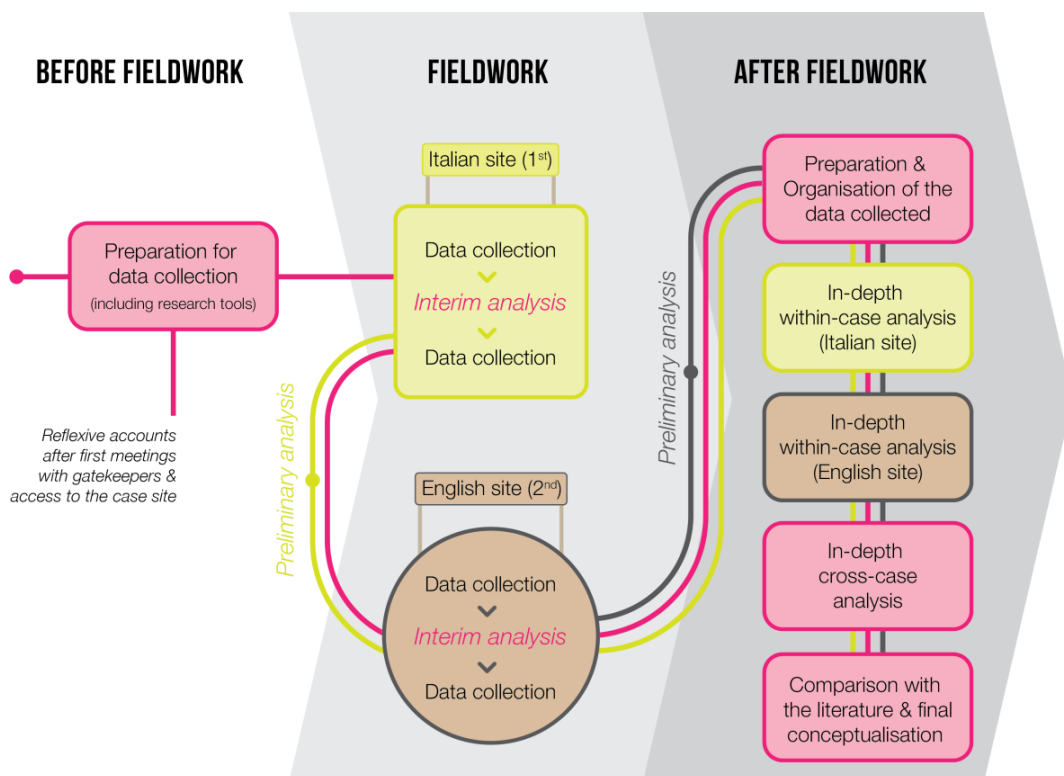 BEFORE FIELDWORK
FIELDWORK
AFTER FIELDWORK
Preparation for
data collection
(including research tools)
Reflexive accounts
after first meetings
with gatekeepers &
access to the case site
Italian site (1st)
Data collection
Interim analysis
Data collection
Preliminary analysis
English site (2nd)
Data collection
Interim analysis
Data collection
Preliminary analysis
Preparation &
Organisation of the
data collected
In-depth
within-case analysis
(Italian site)
In-depth
within-case analysis
(English site)
In-depth
cross-case
analysis
Comparison with
the literature & final
conceptualisation